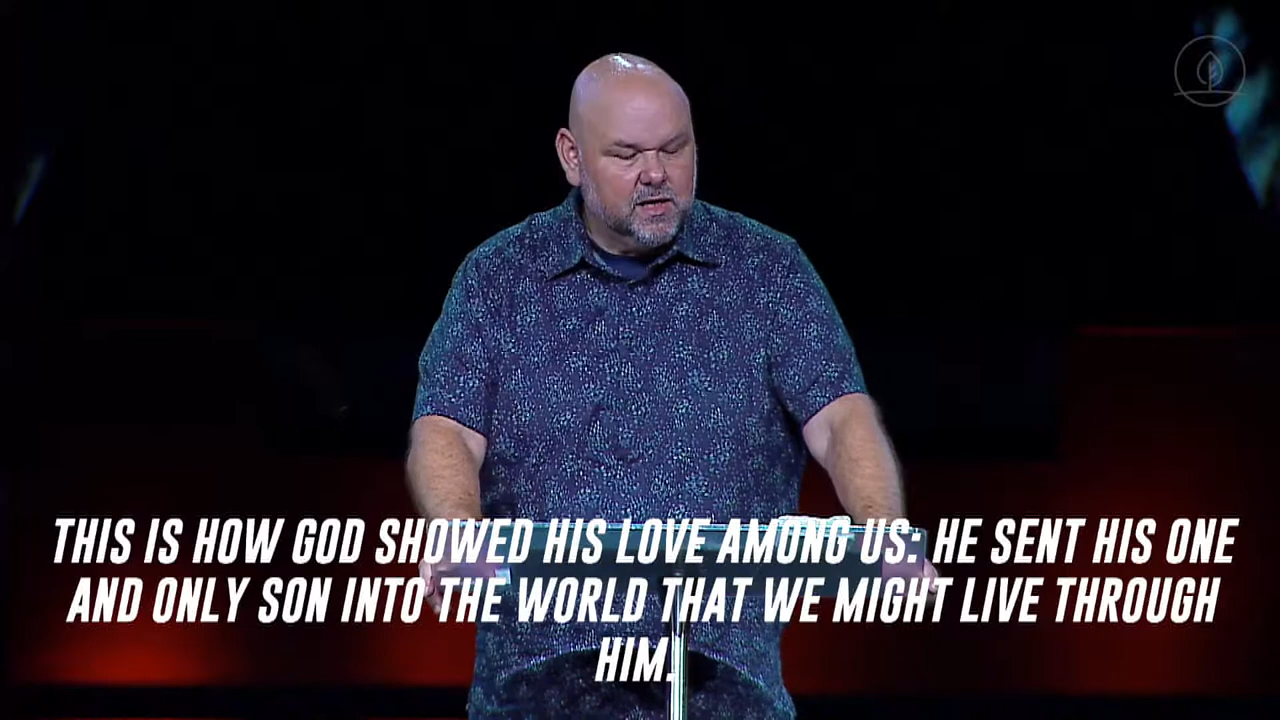 THIS IS HOW GOD SHOWED HIS LOVE AMONG US: HE SENT HIS ONE
AND ONLY SON INTO THE WORLD THAT WE MIGHT LIVE THROUGH
HIM.